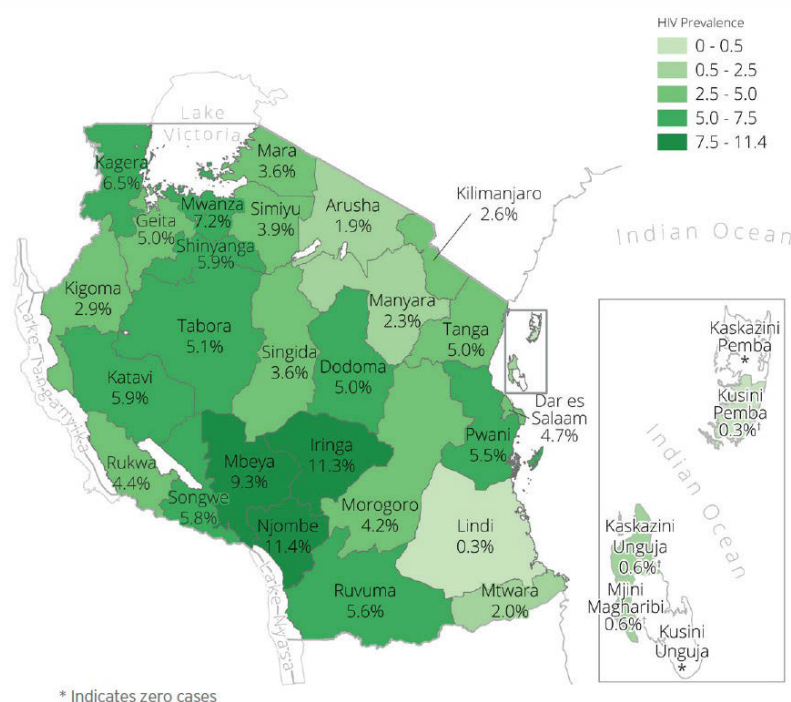 HIV Prevalence
0 - 0.5
0.5 - 2.5
2.5 - 5.0
5.0 - 7.5
7.5 - 11.4
Lake
Victoria
Kagera
6.5%
Mara
3.6%
Mwanza
7.2%
Simiyu
3.9%
Arusha
1.9%
Kilimanjaro
2.6%
Indian Ocean
Geita
5.0%
Shinyanga
5.9%
Kigoma
2.9%
Lake Tanganyika
Tabora
5.1%
Singida
3.6%
Manyara
2.3%
Tanga
5.0%
Dodoma
5.0%
Katavi
5.9%
Dar es
Salaam
4.7%
Pwani
5.5%
Rukwa
4.4%
Mbeya
9.3%
Iringa
11.3%
Songwe
5.8%
Njombe
11.4%
Morogoro
4.2%
Lindi
0.3%
Lake Nyasa
Ruvuma
5.6%
Mtwara
2.0%
Kaskazini
Pemba
*
Kusini
Pemba
0.3%†
Indian Ocean
Kaskazini
Unguja
0.6%†
Mjini
Magharibi
0.6%†
Kusini
Unguja
*
* Indicates zero cases